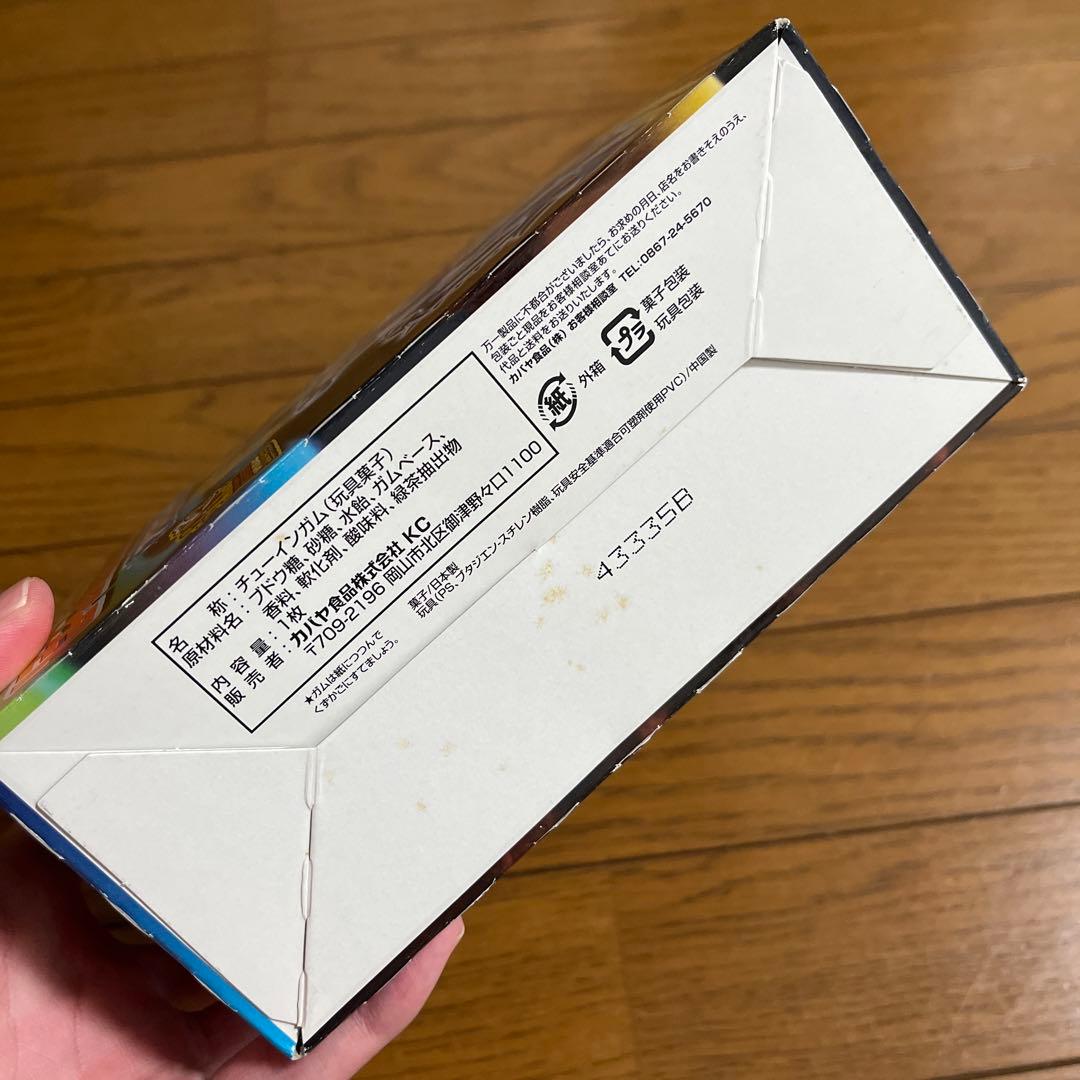 名　　称：チューインガム（玩具菓子）
原材料名：ブドウ糖、砂糖、水飴、ガムベース、
香料、軟化剤、酸味料、緑茶抽出物
内容量：1枚
販売者：カバヤ食品株式会社 KC
〒709-2196 岡山市北区御津野々口1100
★ガムは紙につつんで
くずかごにすてましょう。
菓子/日本製
玩具（PS、ブタジエン・スチレン樹脂、玩具安全基準適合可塑剤使用PVC）/中国製
万一製品に不都合がございましたら、お求めの月日、店名をお書きそえのうえ、
包装ごと現品をお客様相談室あてにお送りください。
代品と送料をお送りいたします。
カバヤ食品（株）お客様相談室 TEL：0867-24-5670
紙 外箱
プラ 菓子包装
玩具包装
43335B